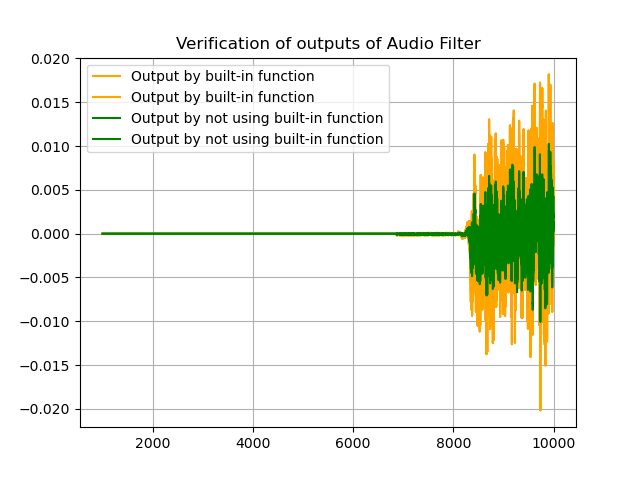 Verification of outputs of Audio Filter
Output by built-in function
Output by built-in function
Output by not using built-in function
Output by not using built-in function
0.020
0.015
0.010
0.005
0.000
−0.005
−0.010
−0.015
−0.020
2000 4000 6000 8000 10000